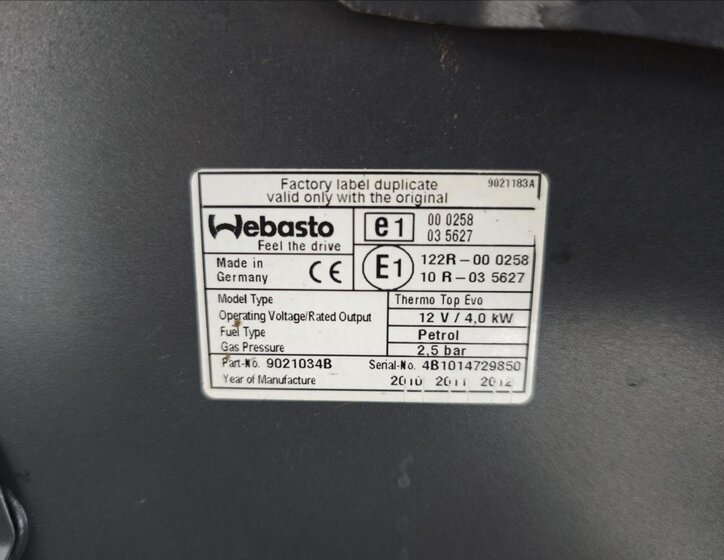 Factory label duplicate
valid only with the original
9021183A
Webasto
Feel the drive
e1
00 0258
03 5627
Made in
Germany
CE
E1
122R-00 0258
10 R-03 5627
Model Type Thermo Top Evo
Operating Voltage/Rated Output 12 V / 4,0 kW
Fuel Type Petrol
Gas Pressure 2,5 bar
Part-No. 9021034B Serial-No. 4B1014729850
Year of Manufacture 2010 2011 2012